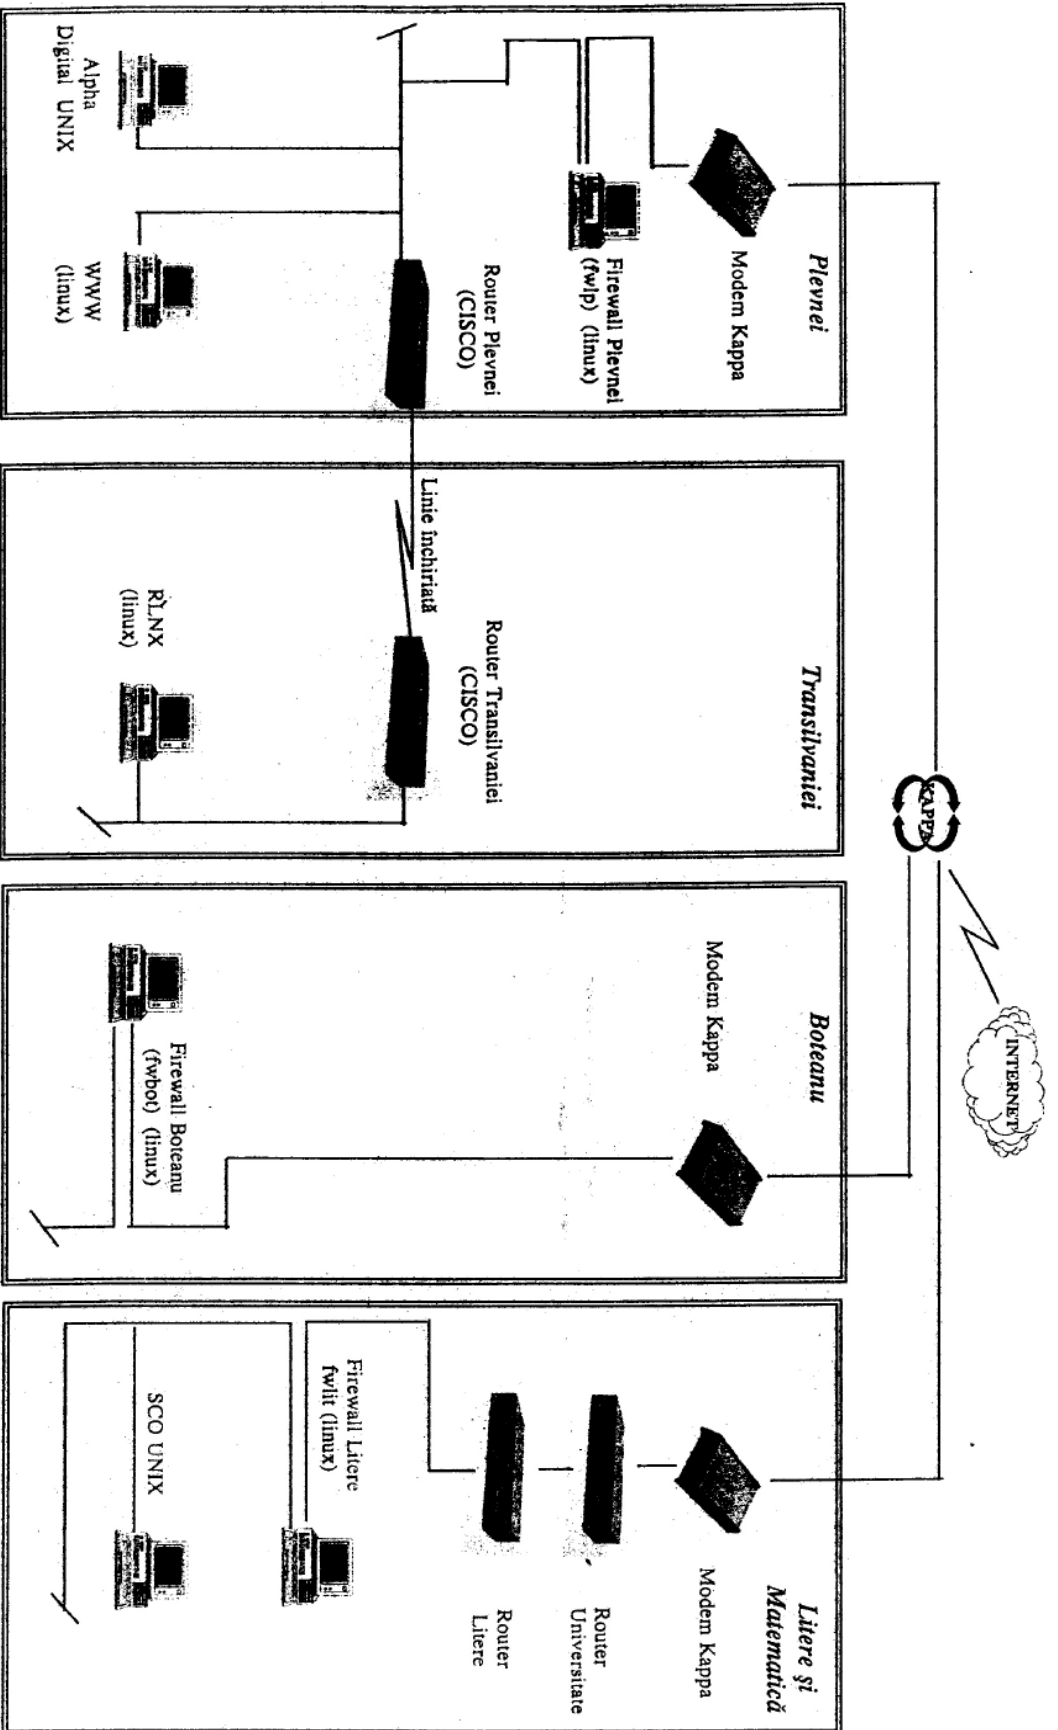 INTERNET
KAPPA
Plevnei
Modem Kappa
Firewall Plevnei
(fwlp) (linux)
Router Plevnei
(CISCO)
Alpha
Digital UNIX
WWW
(linux)
Transilvaniei
Linie închiriată
Router Transilvaniei
(CISCO)
RLNX
(linux)
Boteanu
Modem Kappa
Firewall Boteanu
(fwbot) (linux)
Litere şi
Matematică
Modem Kappa
Router
Universitate
Router
Litere
Firewall Litere
fwlit (linux)
SCO UNIX